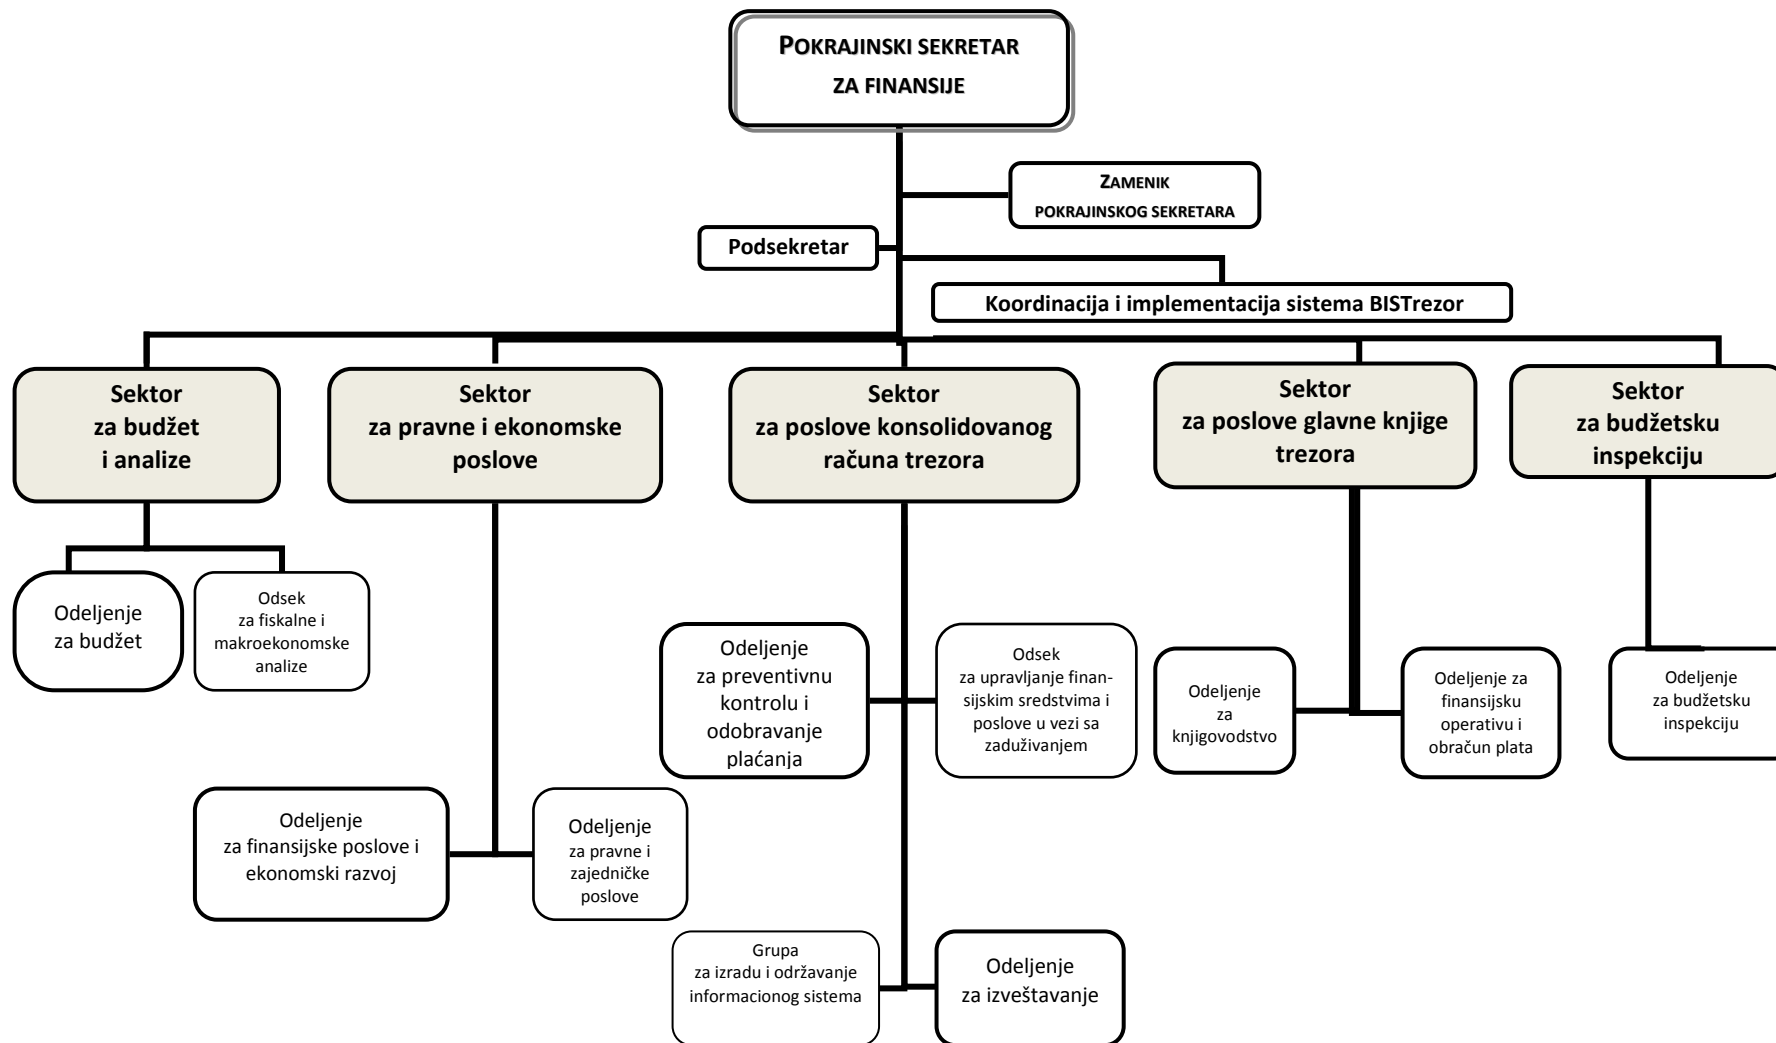 POKRAJINSKI SEKRETAR
ZA FINANSIJE
ZAMENIK
POKRAJINSKOG SEKRETARA
Podsekretar
Koordinacija i implementacija sistema BISTrezor
Sektor
za budžet
i analize
Sektor
za pravne i ekonomske
poslove
Sektor
za poslove konsolidovanog
računa trezora
Sektor
za poslove glavne knjige
trezora
Sektor
za budžetsku
inspekciju
Odeljenje
za budžet
Odsek
za fiskalne i
makroekonomske
analize
Odeljenje
za preventivnu
kontrolu i
odobravanje
plaćanja
Odsek
za upravljanje finan-
sijskim sredstvima i
poslove u vezi sa
zaduživanjem
Odeljenje
za
knjigovodstvo
Odeljenje za
finansijsku
operativu i
obračun plata
Odeljenje
za budžetsku
inspekciju
Odeljenje
za finansijske poslove i
ekonomski razvoj
Odeljenje
za pravne i
zajedničke
poslove
Grupa
za izradu i održavanje
informacionog sistema
Odeljenje
za izveštavanje